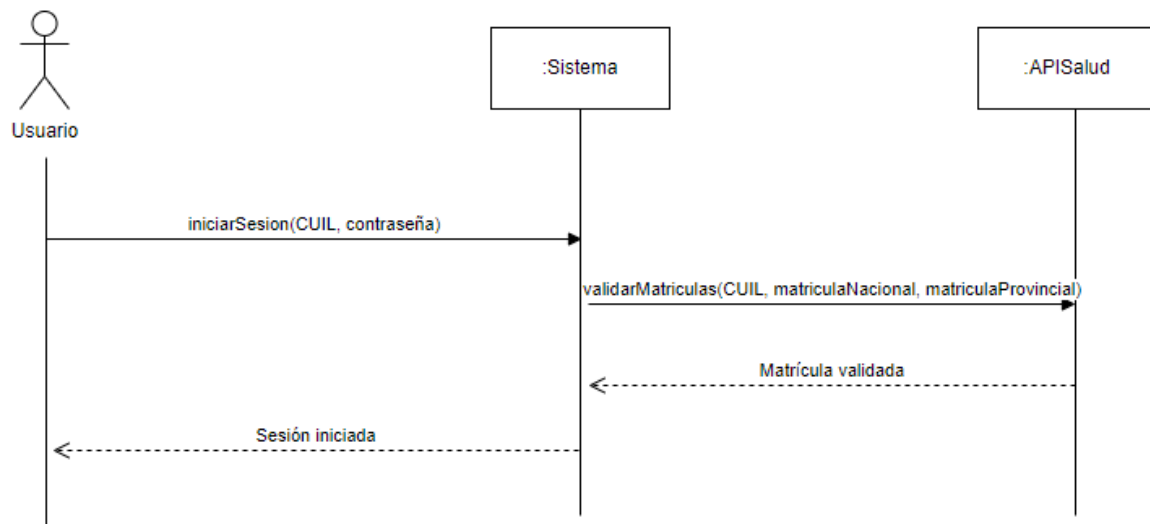 :Sistema
:APISalud
Usuario
iniciarSesion(CUIL, contraseña)
validarMatriculas(CUIL, matriculaNacional, matriculaProvincial)
Matrícula validada
Sesión iniciada